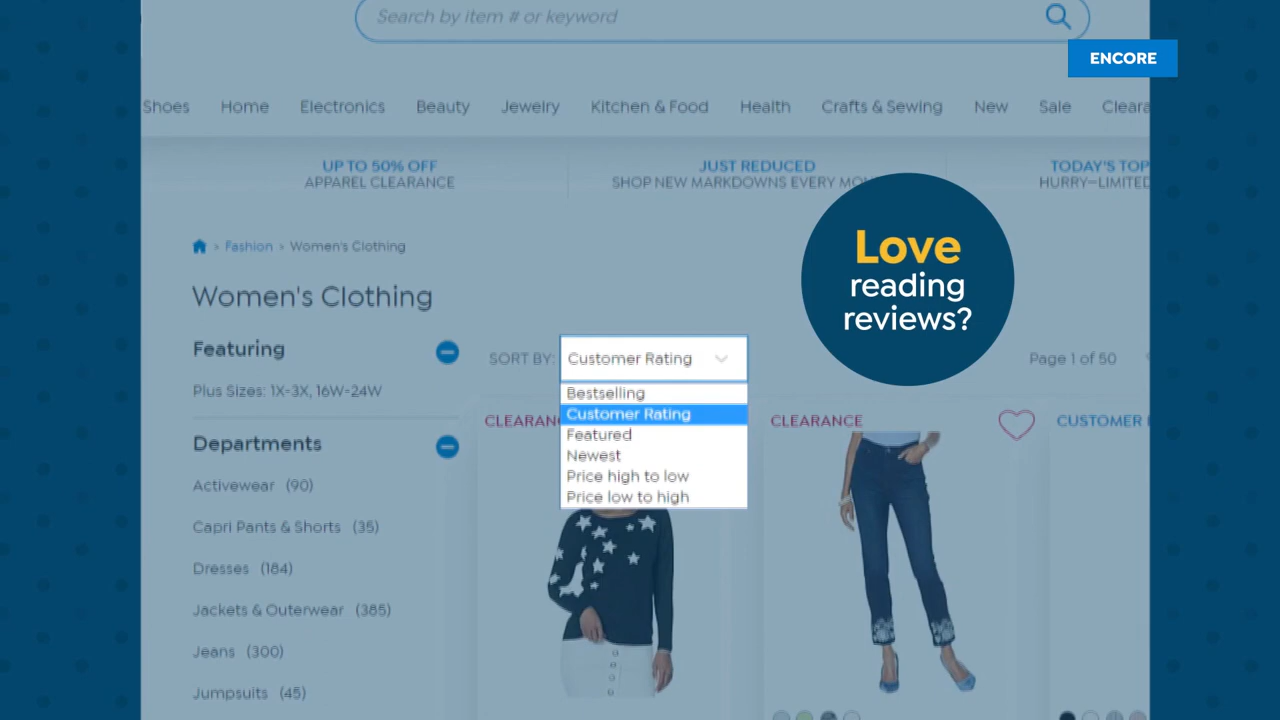 Search by item # or keyword
ENCORE
Shoes Home Electronics Beauty Jewelry Kitchen & Food Health Crafts & Sewing New Sale
UP TO 50% OFF
APPAREL CLEARANCE
JUST REDUCED
SHOP NEW MARKDOWNS EVERY
TODAY'S TOP
HURRY—LIMITED
Fashion > Women's Clothing
Women's Clothing
Love
reading
reviews?
Featuring
Plus Sizes: 1X-3X, 16W-24W
SORT BY: Customer Rating
Page 1 of 50
Bestselling
Customer Rating
Featured
Newest
Price high to low
Price low to high
CLEARANCE
CUSTOMER
Departments
Activewear (90)
Capri Pants & Shorts (35)
Dresses (184)
Jackets & Outerwear (385)
Jeans (300)
Jumpsuits (45)